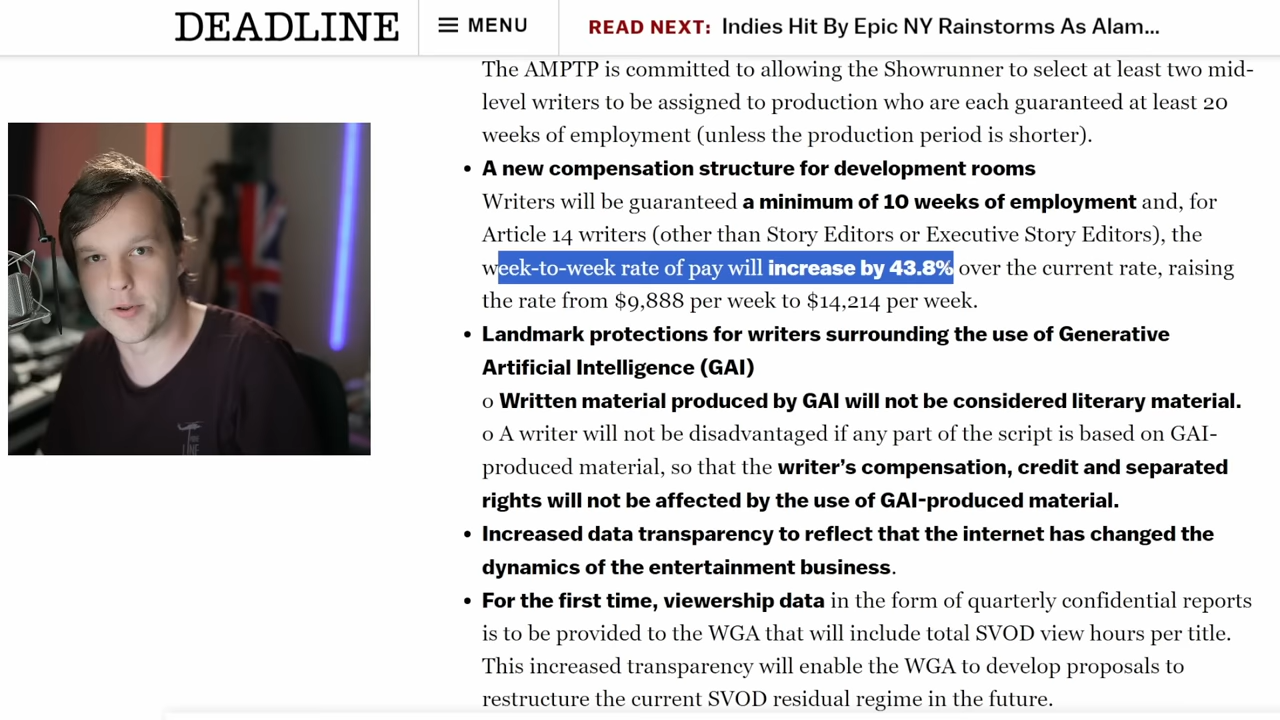 DEADLINE
MENU
READ NEXT: Indies Hit By Epic NY Rainstorms As Alam...
The AMPTP is committed to allowing the Showrunner to select at least two mid-
level writers to be assigned to production who are each guaranteed at least 20
weeks of employment (unless the production period is shorter).
• A new compensation structure for development rooms
Writers will be guaranteed a minimum of 10 weeks of employment and, for
Article 14 writers (other than Story Editors or Executive Story Editors), the
week-to-week rate of pay will increase by 43.8% over the current rate, raising
the rate from $9,888 per week to $14,214 per week.
• Landmark protections for writers surrounding the use of Generative
Artificial Intelligence (GAI)
o Written material produced by GAI will not be considered literary material.
o A writer will not be disadvantaged if any part of the script is based on GAI-
produced material, so that the writer's compensation, credit and separated
rights will not be affected by the use of GAI-produced material.
• Increased data transparency to reflect that the internet has changed the
dynamics of the entertainment business.
• For the first time, viewership data in the form of quarterly confidential reports
is to be provided to the WGA that will include total SVOD view hours per title.
This increased transparency will enable the WGA to develop proposals to
restructure the current SVOD residual regime in the future.